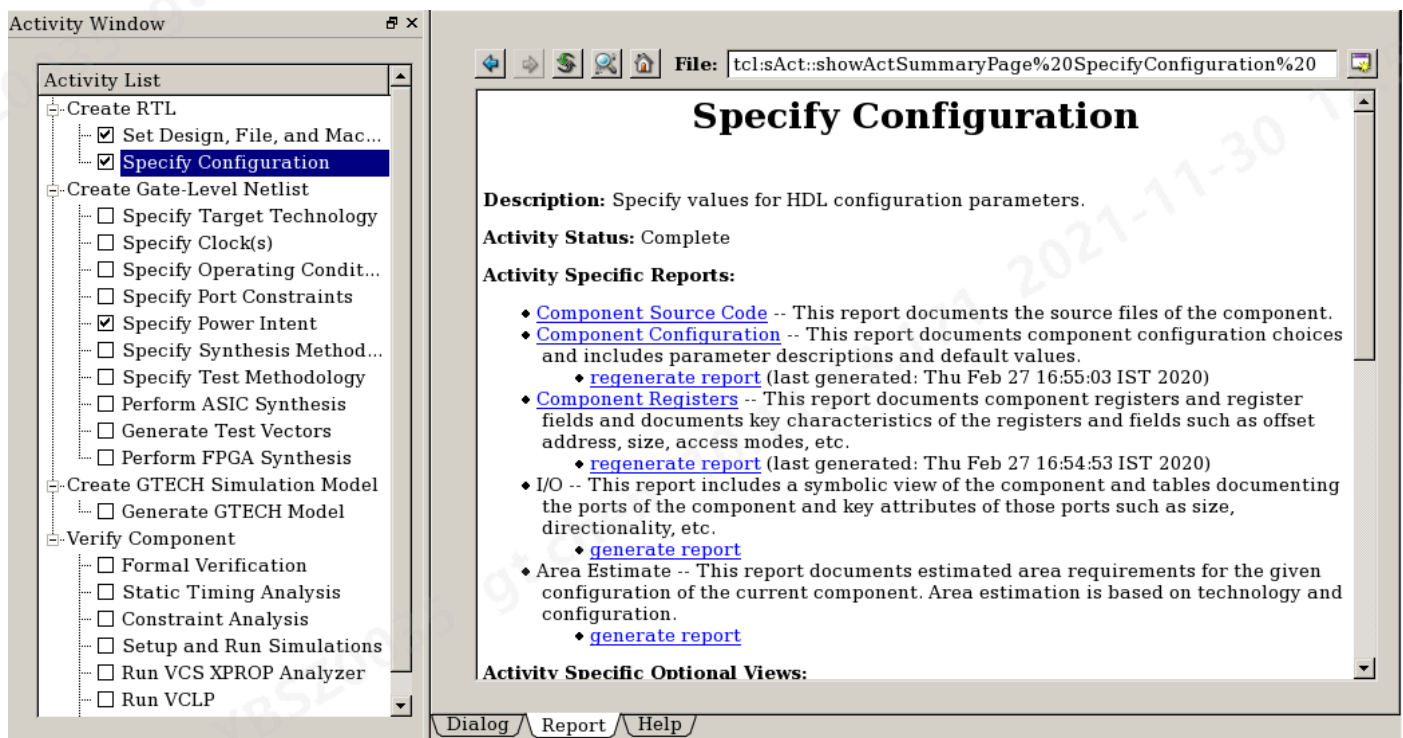 Activity Window
Activity List
Create RTL
Set Design, File, and Mac...
Specify Configuration
Create Gate-Level Netlist
Specify Target Technology
Specify Clock(s)
Specify Operating Condit...
Specify Port Constraints
Specify Power Intent
Specify Synthesis Method...
Specify Test Methodology
Perform ASIC Synthesis
Generate Test Vectors
Perform FPGA Synthesis
Create GTECH Simulation Model
Generate GTECH Model
Verify Component
Formal Verification
Static Timing Analysis
Constraint Analysis
Setup and Run Simulations
Run VCS XPROP Analyzer
Run VCLP
File: tcl:sAct::showActSummaryPage%20SpecifyConfiguration%20
Specify Configuration
Description: Specify values for HDL configuration parameters.
Activity Status: Complete
Activity Specific Reports:
Component Source Code -- This report documents the source files of the component.
Component Configuration -- This report documents component configuration choices
and includes parameter descriptions and default values.
regenerate report (last generated: Thu Feb 27 16:55:03 IST 2020)
Component Registers -- This report documents component registers and register
fields and documents key characteristics of the registers and fields such as offset
address, size, access modes, etc.
regenerate report (last generated: Thu Feb 27 16:54:53 IST 2020)
I/O -- This report includes a symbolic view of the component and tables documenting
the ports of the component and key attributes of those ports such as size,
directionality, etc.
generate report
Area Estimate -- This report documents estimated area requirements for the given
configuration of the current component. Area estimation is based on technology and
configuration.
generate report
Activity Specific Optional Views:
Dialog Report Help
2021-11-30